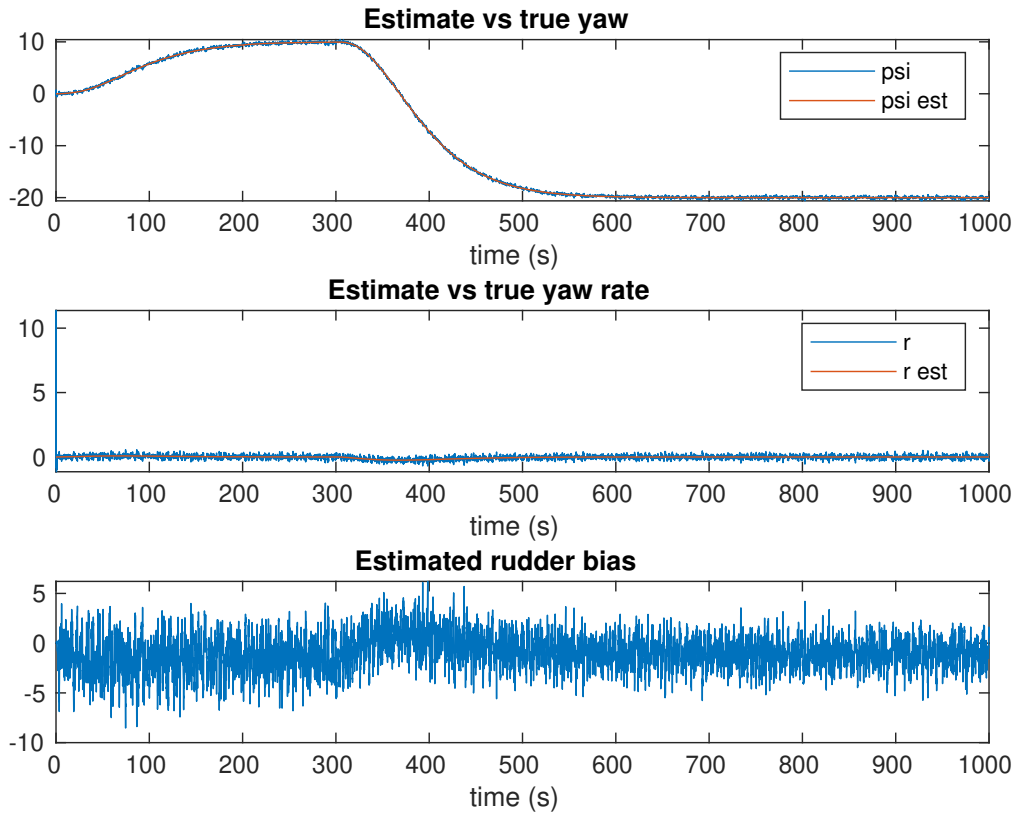 Estimate vs true yaw
10
0
-10
-20
psi
psi est
0 100 200 300 400 500 600 700 800 900 1000
time (s)
Estimate vs true yaw rate
10
5
0
r
r est
0 100 200 300 400 500 600 700 800 900 1000
time (s)
Estimated rudder bias
5
0
-5
-10
0 100 200 300 400 500 600 700 800 900 1000
time (s)